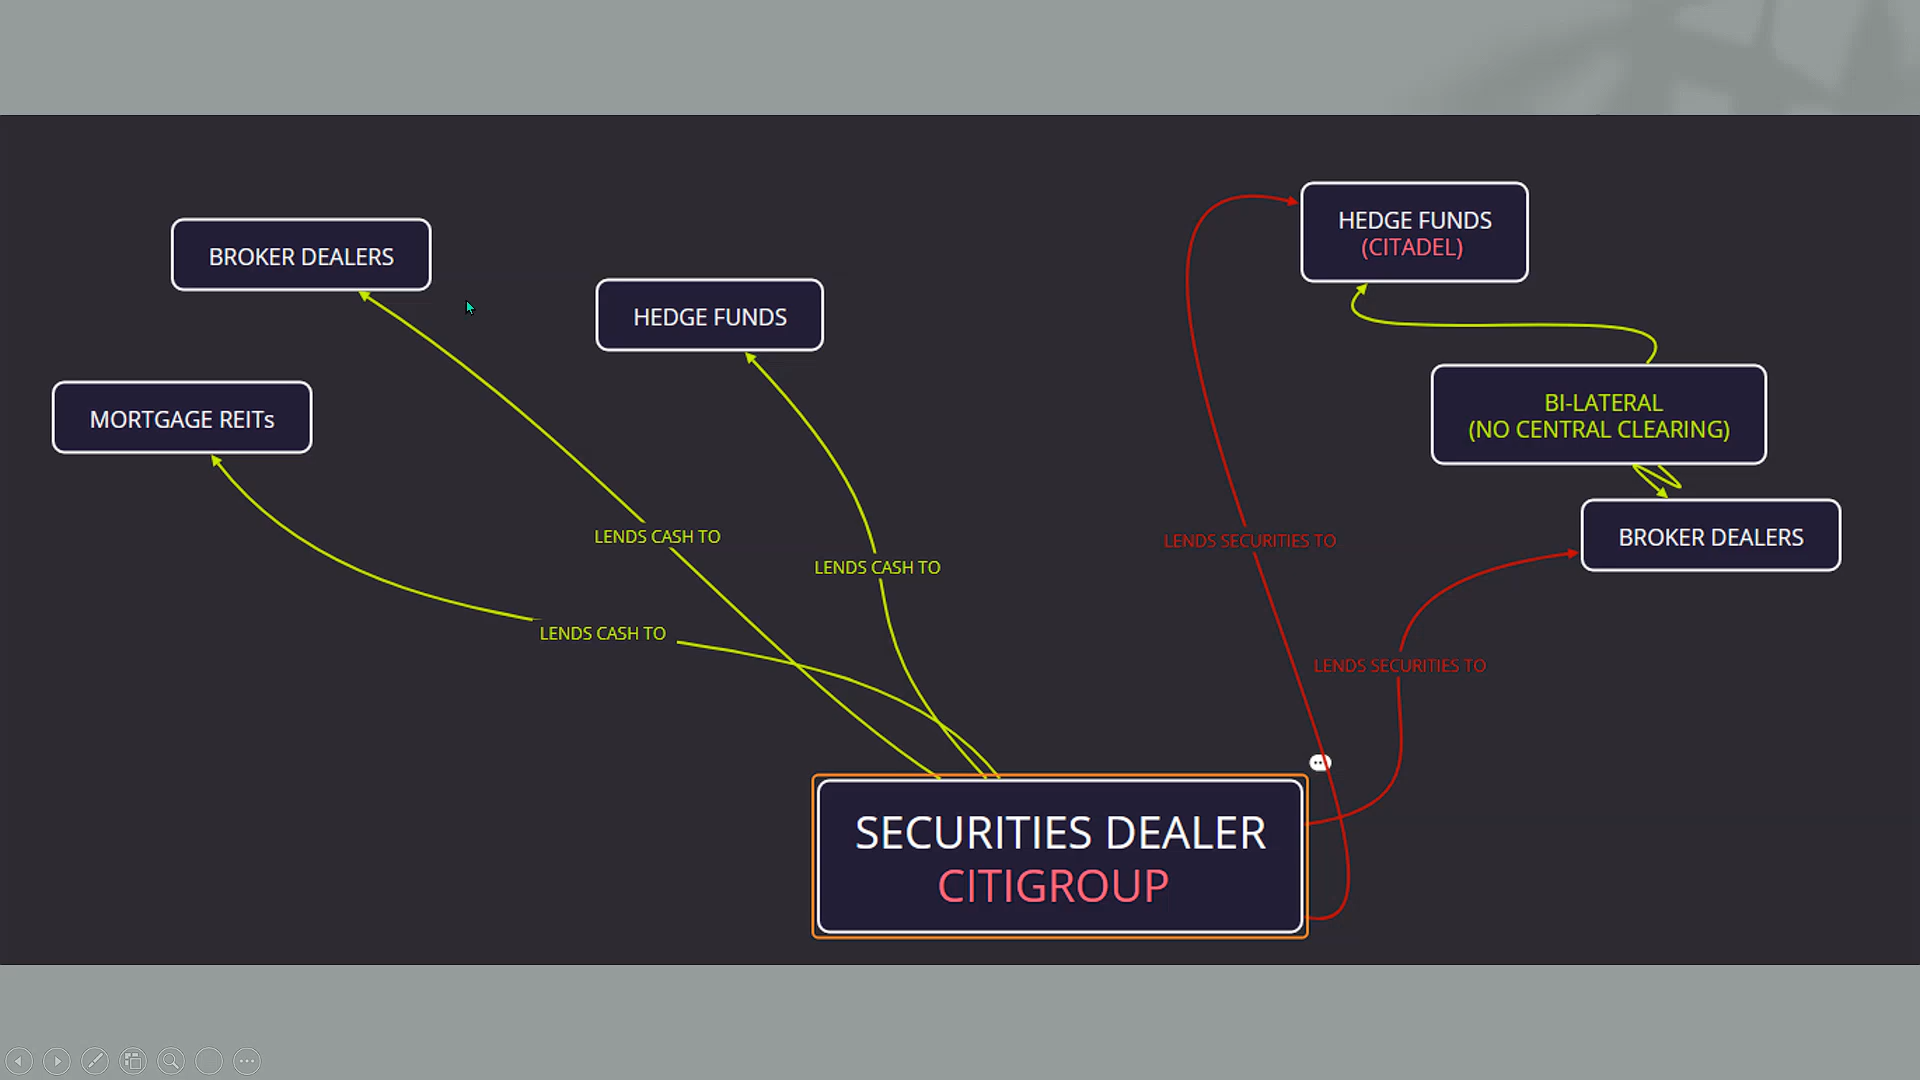 BROKER DEALERS
HEDGE FUNDS
MORTGAGE REITs
HEDGE FUNDS
(CITADEL)
BI-LATERAL
(NO CENTRAL CLEARING)
BROKER DEALERS
LENDS CASH TO
LENDS CASH TO
LENDS CASH TO
LENDS SECURITIES TO
LENDS SECURITIES TO
SECURITIES DEALER
CITIGROUP